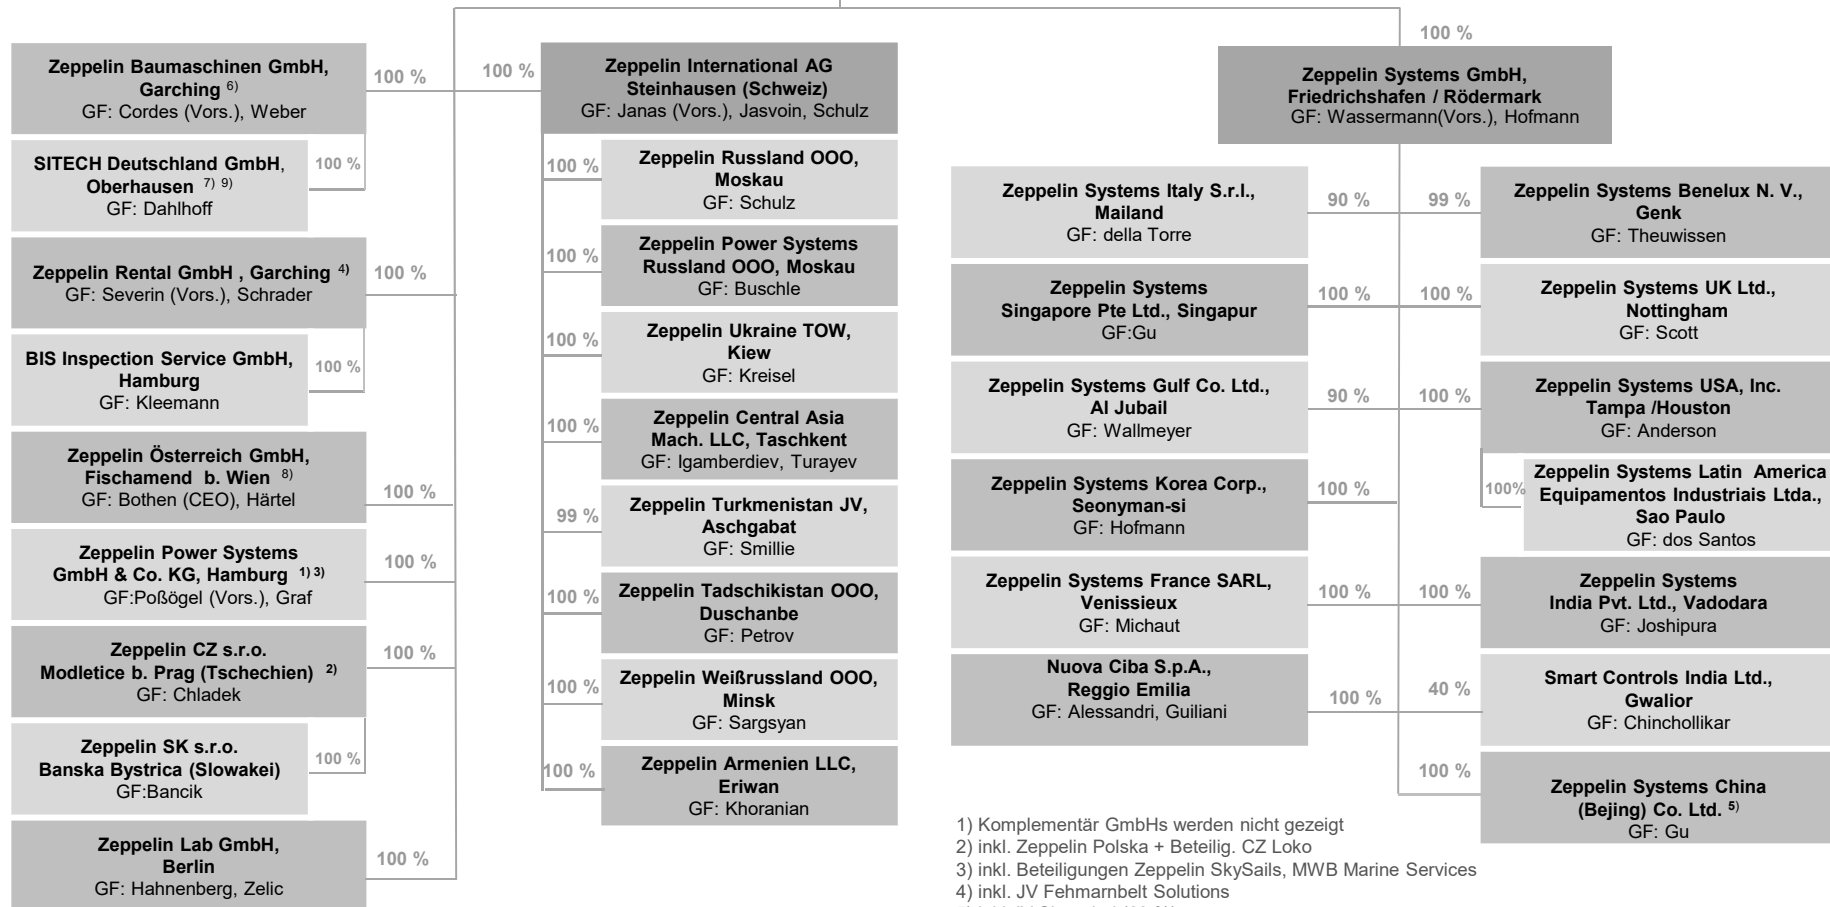 Zeppelin Baumaschinen GmbH,
Garching 6)
GF: Cordes (Vors.), Weber
100 %
SITECH Deutschland GmbH,
Oberhausen 7) 9)
GF: Dahlhoff
100 %
Zeppelin Rental GmbH , Garching 4)
GF: Severin (Vors.), Schrader
100 %
BIS Inspection Service GmbH,
Hamburg
GF: Kleemann
100 %
Zeppelin Österreich GmbH,
Fischamend b. Wien 8)
GF: Bothen (CEO), Härtel
100 %
Zeppelin Power Systems
GmbH & Co. KG, Hamburg 1) 3)
GF:Poßögel (Vors.), Graf
100 %
Zeppelin CZ s.r.o.
Modletice b. Prag (Tschechien) 2)
GF: Chladek
100 %
Zeppelin SK s.r.o.
Banska Bystrica (Slowakei)
GF:Bancik
100 %
Zeppelin Lab GmbH,
Berlin
GF: Hahnenberg, Zelic
100 %
100 %
Zeppelin International AG
Steinhausen (Schweiz)
GF: Janas (Vors.), Jasvoin, Schulz
100 %
Zeppelin Russland OOO,
Moskau
GF: Schulz
100 %
Zeppelin Power Systems
Russland OOO, Moskau
GF: Buschle
100 %
Zeppelin Ukraine TOW,
Kiew
GF: Kreisel
100 %
Zeppelin Central Asia
Mach. LLC, Taschkent
GF: Igamberdiev, Turayev
99 %
Zeppelin Turkmenistan JV,
Aschgabat
GF: Smillie
100 %
Zeppelin Tadschikistan OOO,
Duschanbe
GF: Petrov
100 %
Zeppelin Weißrussland OOO,
Minsk
GF: Sargsyan
100 %
Zeppelin Armenien LLC,
Eriwan
GF: Khoranian
100 %
Zeppelin Systems GmbH,
Friedrichshafen / Rödermark
GF: Wassermann(Vors.), Hofmann
Zeppelin Systems Italy S.r.l.,
Mailand
GF: della Torre
90 %
99 %
Zeppelin Systems Benelux N. V.,
Genk
GF: Theuwissen
Zeppelin Systems
Singapore Pte Ltd., Singapur
GF:Gu
100 %
100 %
Zeppelin Systems UK Ltd.,
Nottingham
GF: Scott
Zeppelin Systems Gulf Co. Ltd.,
Al Jubail
GF: Wallmeyer
90 %
100 %
Zeppelin Systems USA, Inc.
Tampa /Houston
GF: Anderson
Zeppelin Systems Korea Corp.,
Seonyman-si
GF: Hofmann
100 %
100%
Zeppelin Systems Latin America
Equipamentos Industriais Ltda.,
Sao Paulo
GF: dos Santos
Zeppelin Systems France SARL,
Venissieux
GF: Michaut
100 %
100 %
Zeppelin Systems
India Pvt. Ltd., Vadodara
GF: Joshipura
Nuova Ciba S.p.A.,
Reggio Emilia
GF: Alessandri, Guiliani
100 %
40 %
Smart Controls India Ltd.,
Gwalior
GF: Chinchollikar
100 %
Zeppelin Systems China
(Bejing) Co. Ltd. 5)
GF: Gu
1) Komplementär GmbHs werden nicht gezeigt
2) inkl. Zeppelin Polska + Beteilig. CZ Loko
3) inkl. Beteiligungen Zeppelin SkySails, MWB Marine Services
4) inkl. JV Fehmarnbelt Solutions